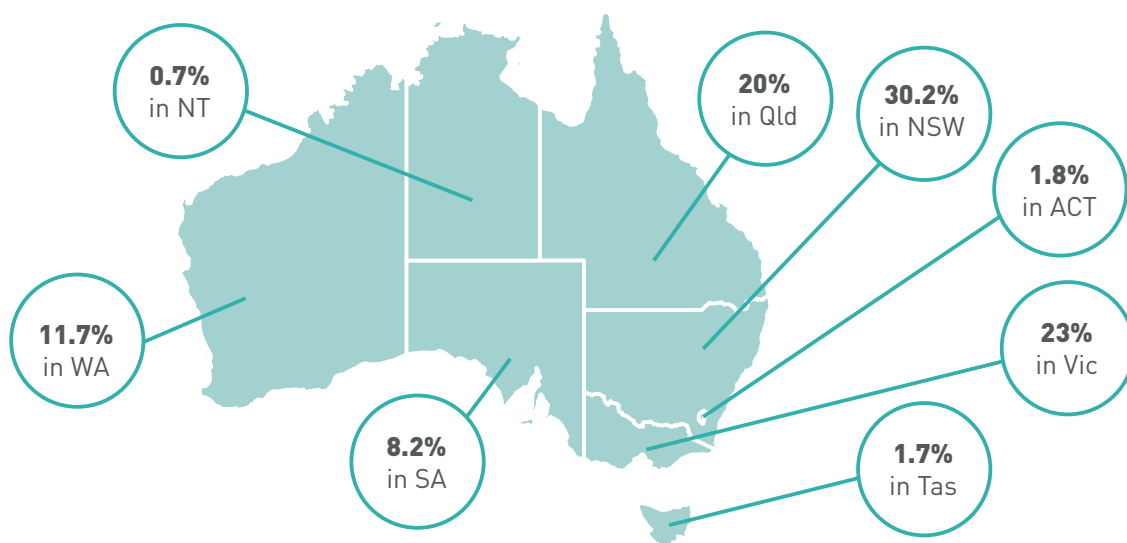 0.7%
in NT
20%
in Qld
30.2%
in NSW
1.8%
in ACT
11.7%
in WA
23%
in Vic
8.2%
in SA
1.7%
in Tas